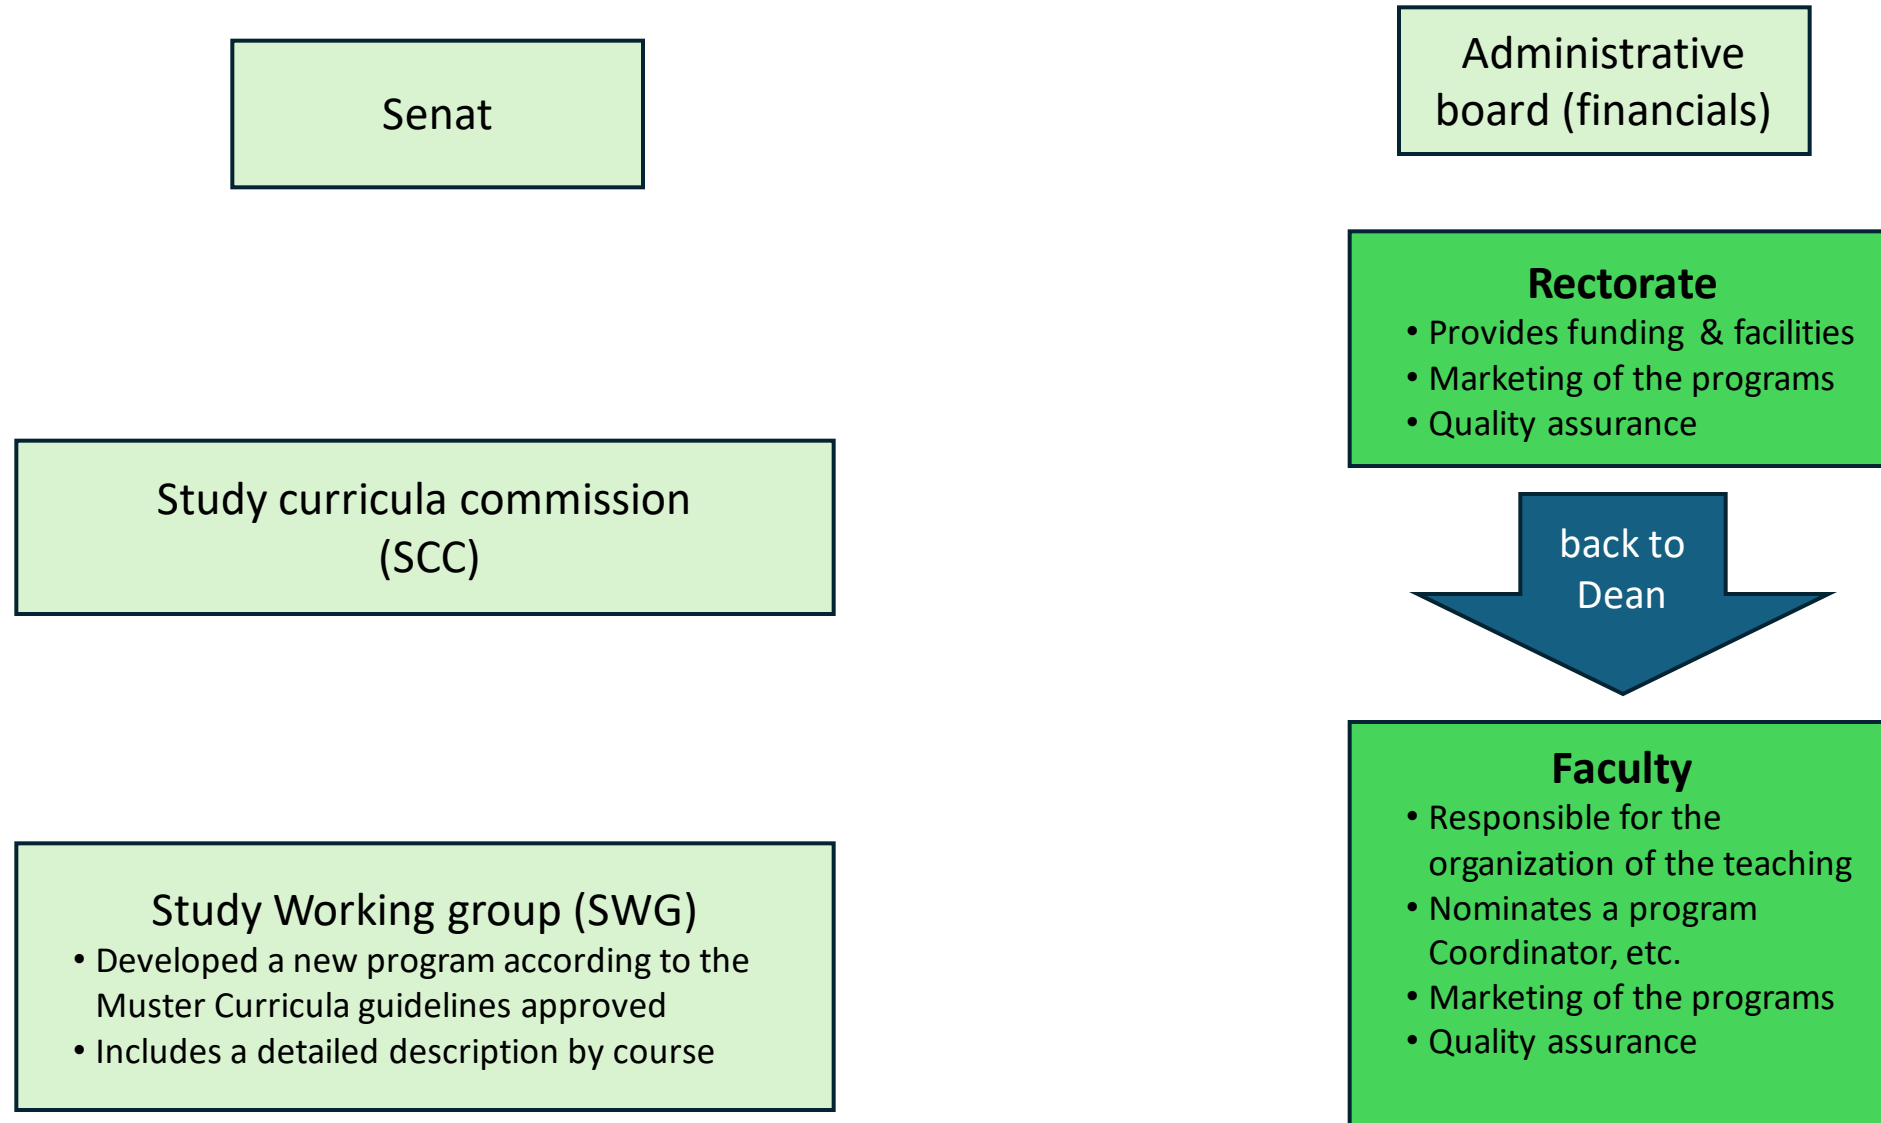 Senat
Study curricula commission
(SCC)
Study Working group (SWG)
• Developed a new program according to the
Muster Curricula guidelines approved
• Includes a detailed description by course
Administrative
board (financials)
Rectorate
• Provides funding & facilities
• Marketing of the programs
• Quality assurance
back to
Dean
Faculty
• Responsible for the
organization of the teaching
• Nominates a program
Coordinator, etc.
• Marketing of the programs
• Quality assurance